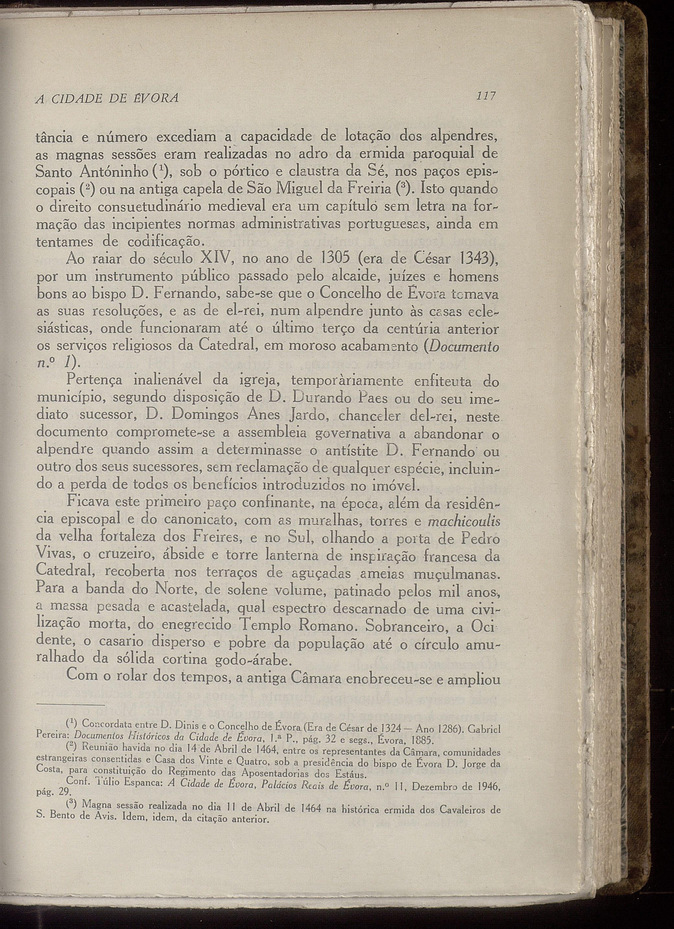 A CIDADE DE ÉVORA 117
tância e número excediam a capacidade de lotação dos alpendres,
as magnas sessões eram realizadas no adro da ermida paroquial de
Santo Antóninho (¹), sob o pórtico e claustra da Sé, nos paços epis-
copais (²) ou na antiga capela de São Miguel da Freiria (³). Isto quando
o direito consuetudinário medieval era um capítulo sem letra na for-
mação das incipientes normas administrativas portuguesas, ainda em
tentames de codificação.
Ao raiar do século XIV, no ano de 1305 (era de César 1343),
por um instrumento público passado pelo alcaide, juízes e homens
bons ao bispo D. Fernando, sabe-se que o Concelho de Évora tomava
as suas resoluções, e as de el-rei, num alpendre junto às casas ecle-
siásticas, onde funcionaram até o último terço da centúria anterior
os serviços religiosos da Catedral, em moroso acabamento (Documento
n.º 1).
Pertença inalienável da igreja, temporàriamente enfiteuta do
município, segundo disposição de D. Durando Paes ou do seu ime-
diato sucessor, D. Domingos Anes Jardo, chanceler del-rei, neste
documento compromete-se a assembleia governativa a abandonar o
alpendre quando assim a determinasse o antístite D. Fernando ou
outro dos seus sucessores, sem reclamação de qualquer espécie, incluin-
do a perda de todos os benefícios introduzidos no imóvel.
Ficava este primeiro paço confinante, na época, além da residên-
cia episcopal e do canonicato, com as muralhas, torres e machicoulis
da velha fortaleza dos Freires, e no Sul, olhando a porta de Pedro
Vivas, o cruzeiro, ábside e torre lanterna de inspiração francesa da
Catedral, recoberta nos terraços de aguçadas ameias muçulmanas.
Para a banda do Norte, de solene volume, patinado pelos mil anos,
a massa pesada e acastelada, qual espectro descarnado de uma civi-
lização morta, do enegrecido Templo Romano. Sobranceiro, a Oci
dente, o casario disperso e pobre da população até o círculo amu-
ralhado da sólida cortina godo-árabe.
Com o rolar dos tempos, a antiga Câmara enobreceu-se e ampliou
(¹) Concordata entre D. Dinis e o Concelho de Évora (Era de César de 1324 — Ano 1286). Gabriel
Pereira: Documentos Históricos da Cidade de Évora, 1.ª P., pág. 32 e segs., Évora, 1885.
(²) Reunião havida no dia 14 de Abril de 1464, entre os representantes da Câmara, comunidades
estrangeiras consentidas e Casa dos Vinte e Quatro, sob a presidência do bispo de Évora D. Jorge da
Costa, para constituição do Regimento das Aposentadorias dos Estáus.
Conf. Túlio Espanca: A Cidade de Évora, Palácios Reais de Évora, n.º 11, Dezembro de 1946,
pág. 29.
(³) Magna sessão realizada no dia 11 de Abril de 1464 na histórica ermida dos Cavaleiros de
S. Bento de Avis. Idem, idem, da citação anterior.